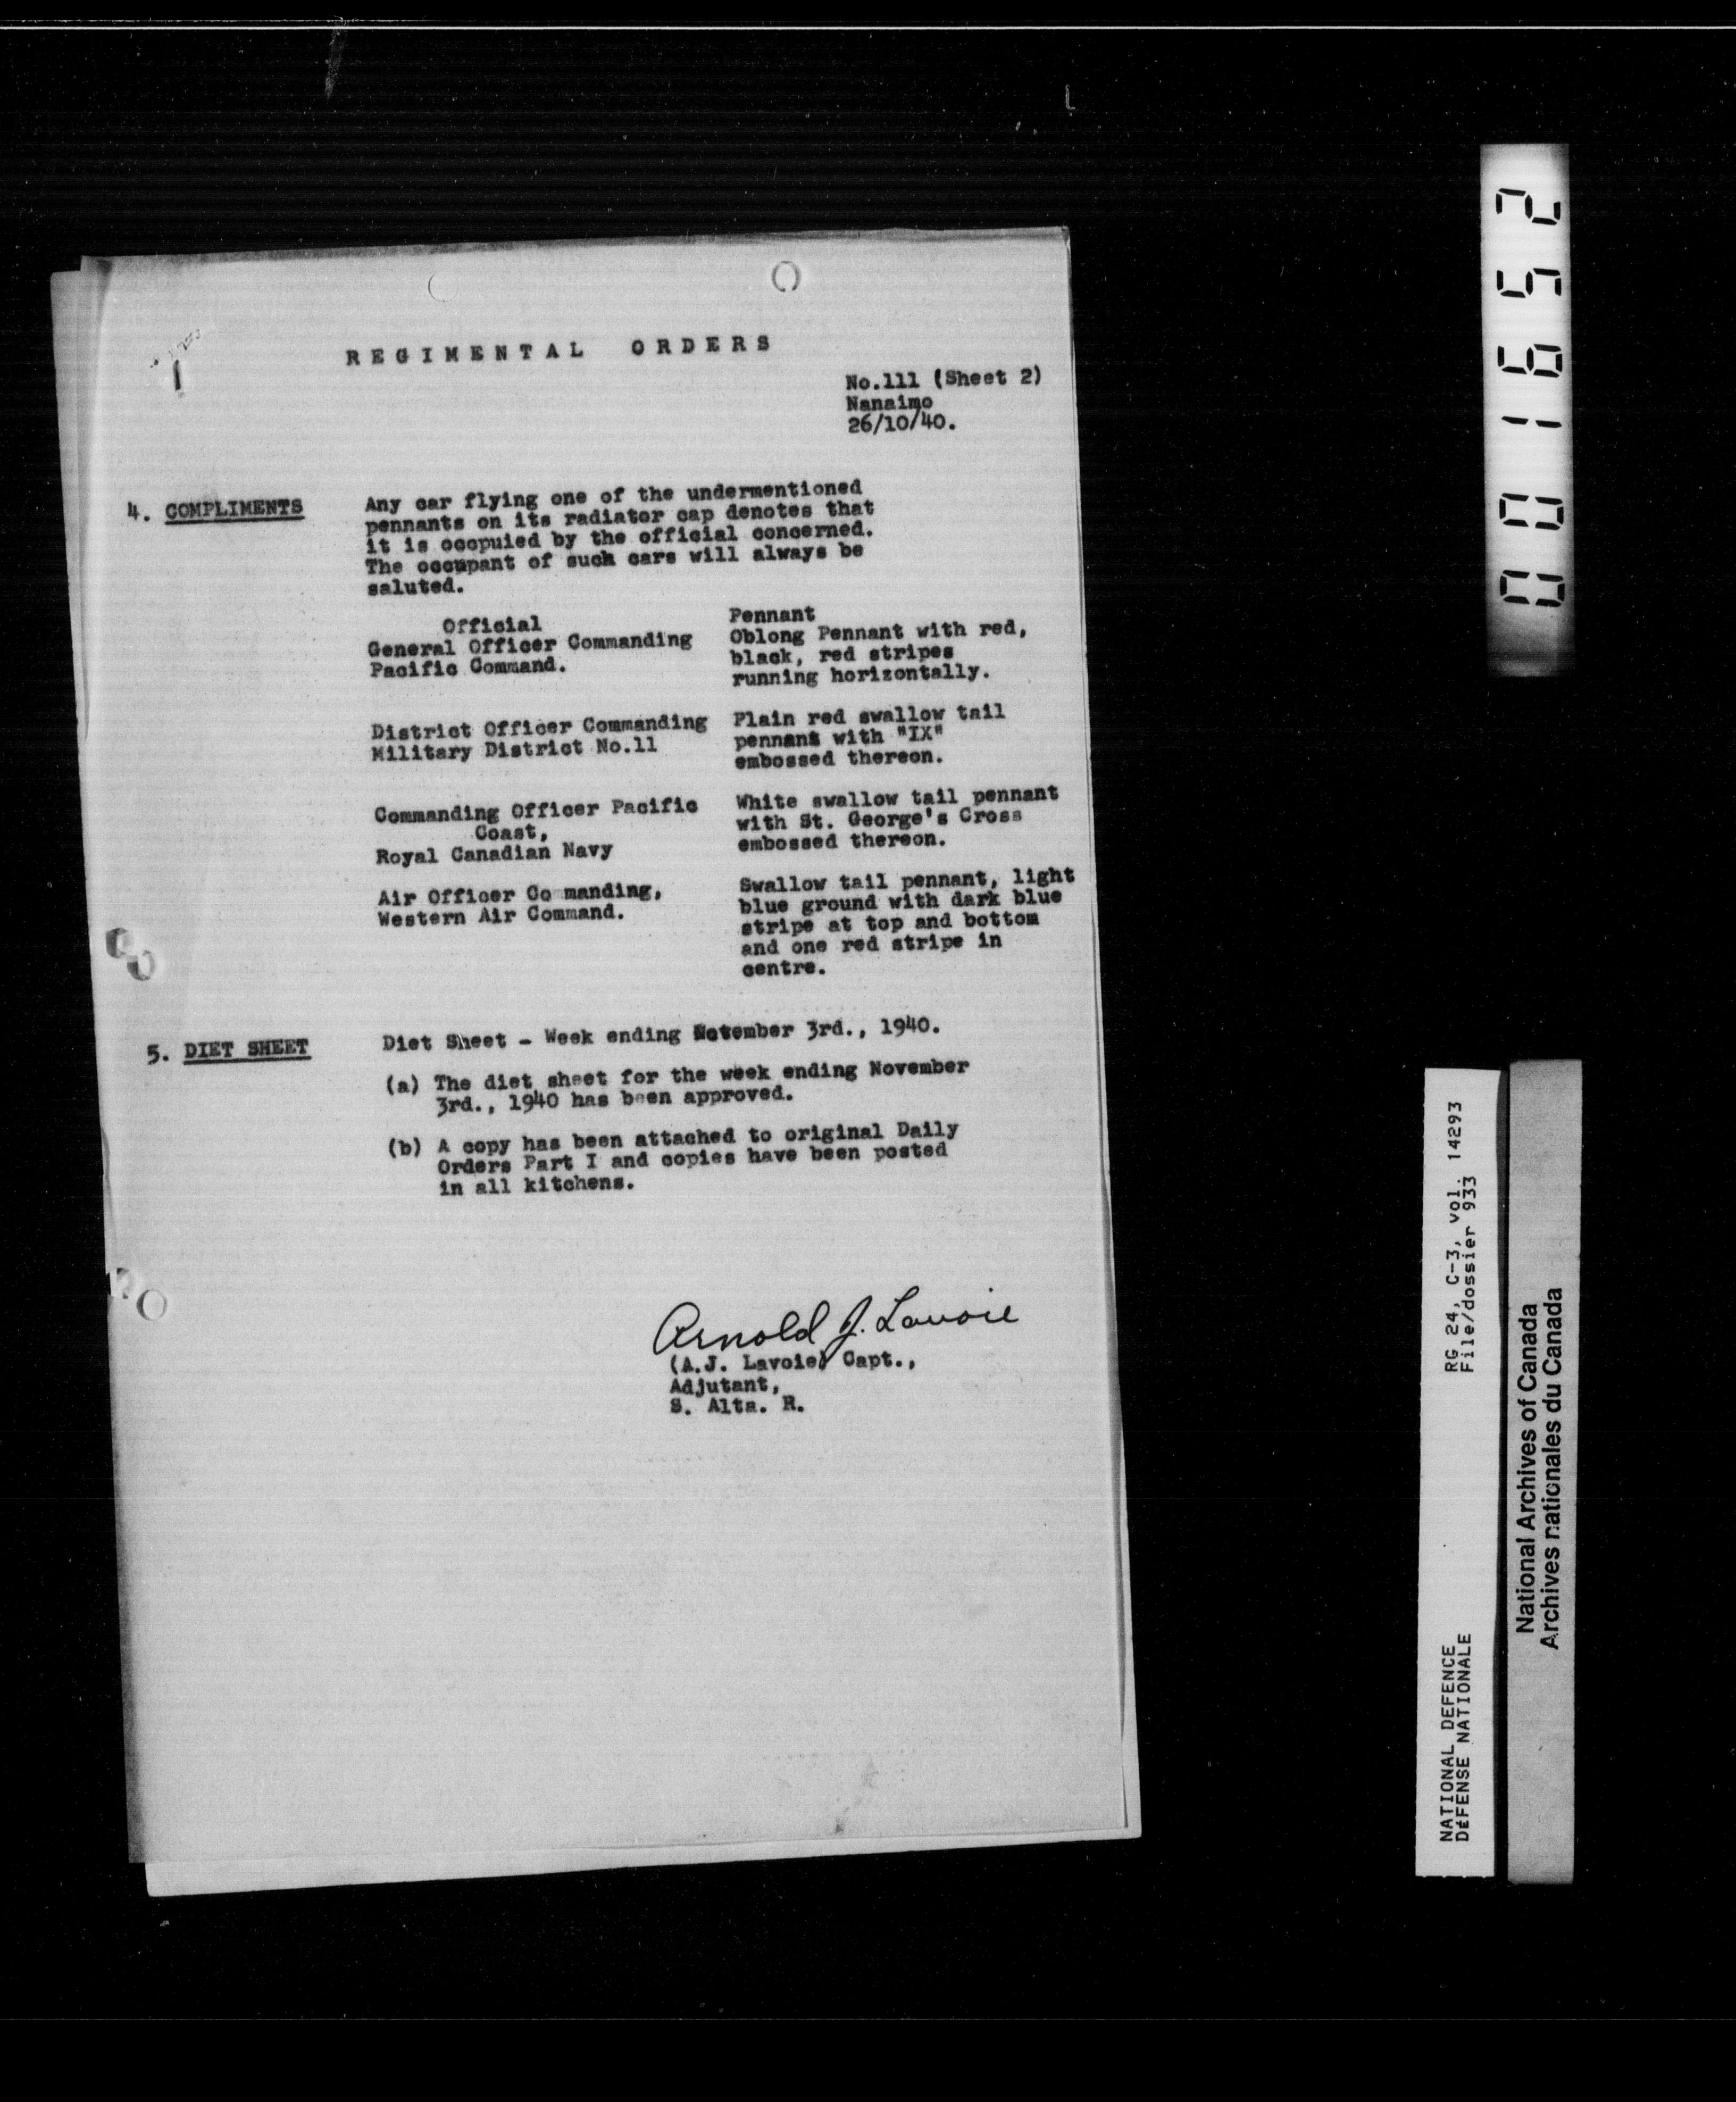 REGIMENTAL ORDERS
No.111 (Sheet 2)
Nanaimo
26/10/40.
4. COMPLIMENTS
Any car flying one of the undermentioned
pennants on its radiator cap denotes that
it is ocopuied by the official concerned.
The occupant of such cars will always be
saluted.
Official
General Officer Commanding
Pacific Command.
Pennant
Oblong Pennant with red,
black, red stripes
running horizontally.
District Officer Commanding
Military District No.11
Plain red swallow tail
pennant with "IX"
embossed thereon.
Commanding Officer Pacific
Coast,
Royal Canadian Navy
White swallow tail pennant
with St. George's Cross
embossed thereon.
Air Officer Co manding,
Western Air Command.
Swallow tail pennant, light
blue ground with dark blue
stripe at top and bottom
and one red stripe in
centre.
5. DIET SHEET
Diet Sheet - Week ending November 3rd., 1940.
(a) The diet sheet for the week ending November
3rd., 1940 has been approved.
(b) A copy has been attached to original Daily
Orders Part I and copies have been posted
in all kitchens.
Arnold J. Lavoie
(A.J. Lavoie) Capt.,
Adjutant,
S. Alta. R.
001652
RG 24, C-3, vol. 14293
File/dossier 933
NATIONAL DEFENCE
DÉFENSE NATIONALE
National Archives of Canada
Archives nationales du Canada